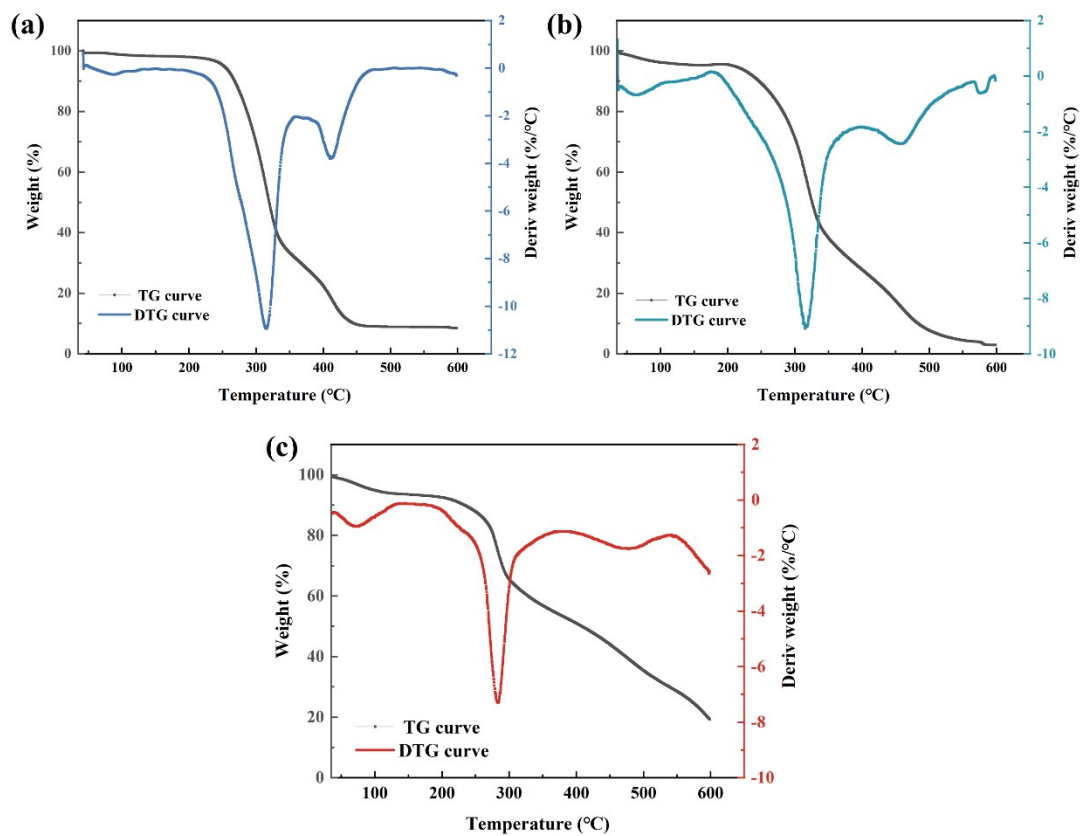 (a)
100
80
60
40
20
0
Weight (%)
2
0
-2
-4
-6
-8
-10
-12
Deriv weight (%/°C)
TG curve
DTG curve
100 200 300 400 500 600
Temperature (°C)
(b)
100
80
60
40
20
0
Weight (%)
2
0
-2
-4
-6
-8
-10
Deriv weight (%/°C)
TG curve
DTG curve
100 200 300 400 500 600
Temperature (°C)
(c)
100
80
60
40
20
0
Weight (%)
2
0
-2
-4
-6
-8
-10
Deriv weight (%/°C)
TG curve
DTG curve
100 200 300 400 500 600
Temperature (°C)